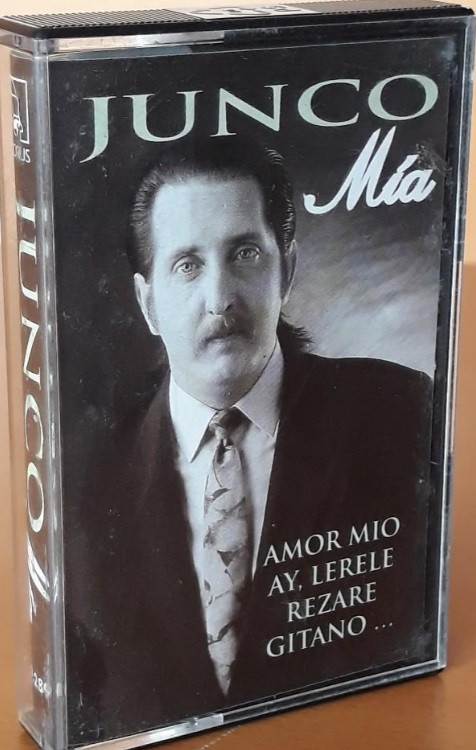 JUNCO
Mía
AMOR MIO
AY, LERELE
REZARE
GITANO ...
JUNCO